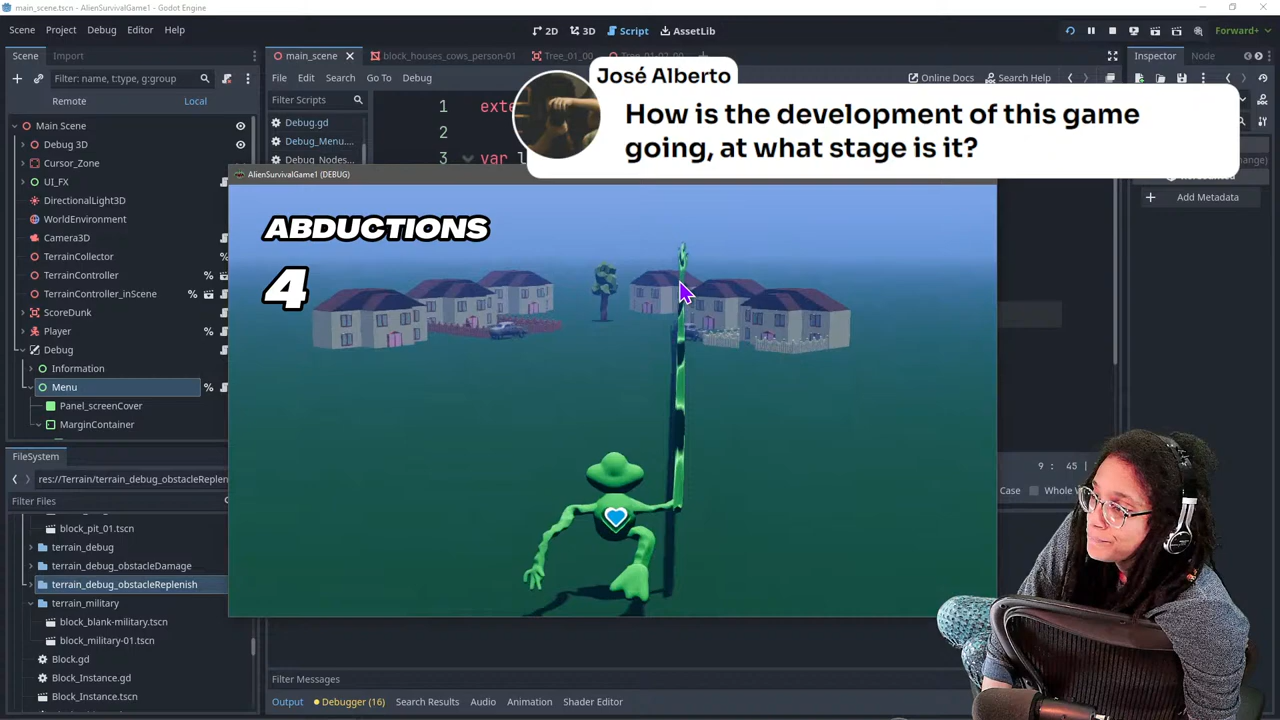 main_scene.tscn - AlienSurvivalGame1 - Godot Engine
Scene Project Debug Editor Help
2D 3D Script AssetLib
Forward+
Scene Import
main_scene block_houses_cows_person-01 Tree_01_00
Inspector Node
Filter: name, t:type, g:group
File Edit Search Go To Debug
Online Docs Search Help
Remote Local
Filter Scripts
Debug.gd
Debug_Menu.gd
Debug_Nodes
1
2
3
var
José Alberto
How is the development of this game
going, at what stage is it?
Add Metadata
Main Scene
Debug 3D
Cursor_Zone
UI_FX
DirectionalLight3D
WorldEnvironment
Camera3D
TerrainCollector
TerrainController
TerrainController_inScene
ScoreDunk
Player
Debug
Information
Menu
Panel_screenCover
MarginContainer
AlienSurvivalGame1 (DEBUG)
ABDUCTIONS
4
9 : 45
Case Whole
FileSystem
res://Terrain/terrain_debug_obstacleReplen
Filter Files
block_pit_01.tscn
terrain_debug
terrain_debug_obstacleDamage
terrain_debug_obstacleReplenish
terrain_military
block_blank-military.tscn
block_military-01.tscn
Block.gd
Block_Instance.gd
Block_Instance.tscn
Filter Messages
Output Debugger (16) Search Results Audio Animation Shader Editor